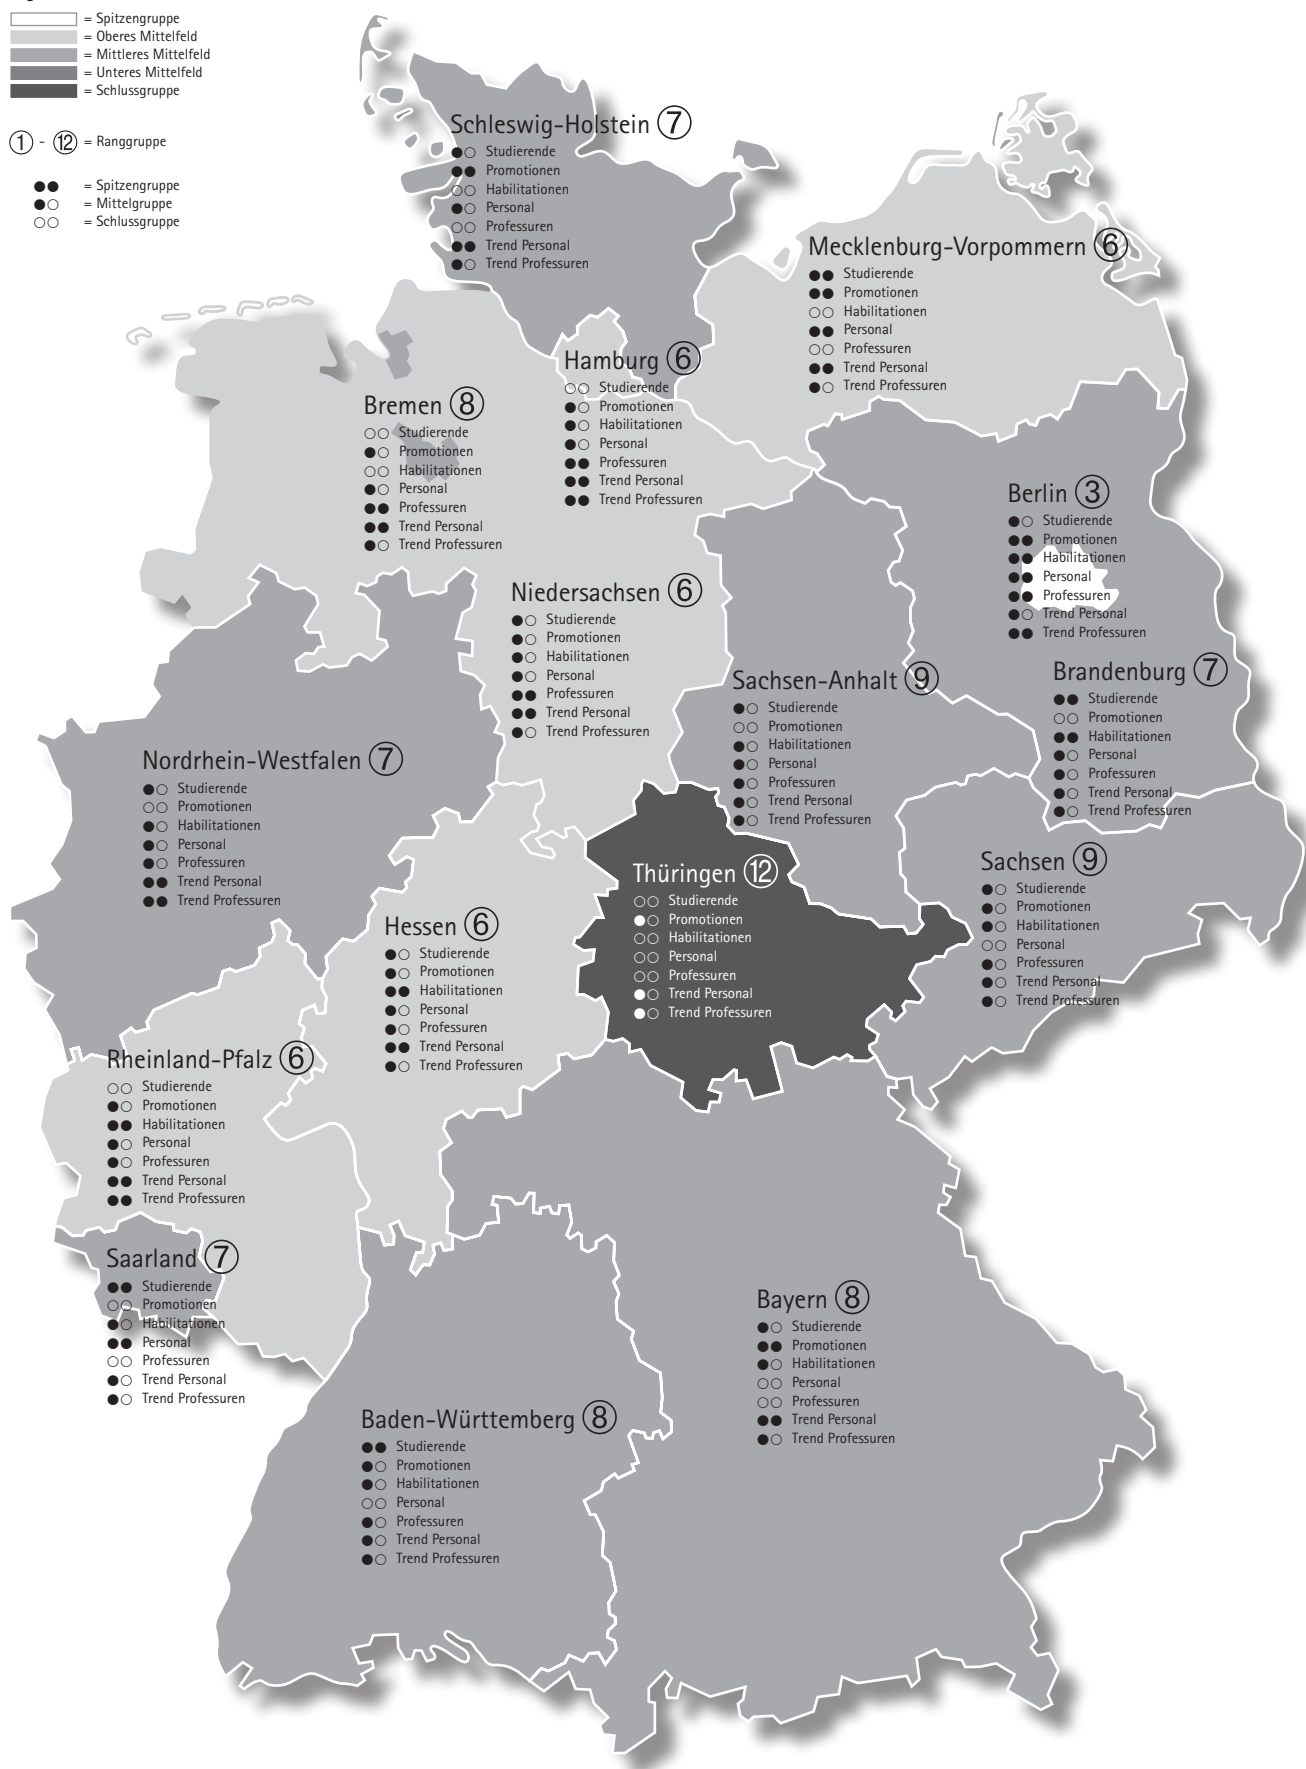 = Spitzengruppe
= Oberes Mittelfeld
= Mittleres Mittelfeld
= Unteres Mittelfeld
= Schlussgruppe
① - ⑫ = Ranggruppe
●● = Spitzengruppe
●○ = Mittelgruppe
○○ = Schlussgruppe
Schleswig-Holstein ⑦
●○ Studierende
●● Promotionen
○○ Habilitationen
●○ Personal
○○ Professuren
●● Trend Personal
●○ Trend Professuren
Mecklenburg-Vorpommern ⑥
●● Studierende
●● Promotionen
○○ Habilitationen
●● Personal
○○ Professuren
●● Trend Personal
●○ Trend Professuren
Hamburg ⑥
○○ Studierende
●○ Promotionen
●○ Habilitationen
●○ Personal
●● Professuren
●● Trend Personal
●● Trend Professuren
Bremen ⑧
○○ Studierende
●○ Promotionen
○○ Habilitationen
●○ Personal
●● Professuren
●● Trend Personal
●○ Trend Professuren
Berlin ③
●○ Studierende
●● Promotionen
●● Habilitationen
●● Personal
●● Professuren
●○ Trend Personal
●● Trend Professuren
Niedersachsen ⑥
●○ Studierende
●○ Promotionen
●○ Habilitationen
●○ Personal
●● Professuren
●● Trend Personal
●○ Trend Professuren
Sachsen-Anhalt ⑨
●○ Studierende
○○ Promotionen
●○ Habilitationen
●○ Personal
●○ Professuren
●○ Trend Personal
●○ Trend Professuren
Brandenburg ⑦
●● Studierende
○○ Promotionen
●● Habilitationen
●○ Personal
●○ Professuren
●○ Trend Personal
●○ Trend Professuren
Nordrhein-Westfalen ⑦
●○ Studierende
○○ Promotionen
●○ Habilitationen
●○ Personal
●○ Professuren
●● Trend Personal
●● Trend Professuren
Sachsen ⑨
●○ Studierende
●○ Promotionen
●○ Habilitationen
○○ Personal
●○ Professuren
●○ Trend Personal
●○ Trend Professuren
Thüringen ⑫
○○ Studierende
●○ Promotionen
○○ Habilitationen
○○ Personal
○○ Professuren
●○ Trend Personal
●○ Trend Professuren
Hessen ⑥
●○ Studierende
●○ Promotionen
●● Habilitationen
●○ Personal
●○ Professuren
●● Trend Personal
●○ Trend Professuren
Rheinland-Pfalz ⑥
○○ Studierende
●○ Promotionen
●● Habilitationen
●○ Personal
●○ Professuren
●● Trend Personal
●● Trend Professuren
Saarland ⑦
●● Studierende
○○ Promotionen
●○ Habilitationen
●● Personal
○○ Professuren
●○ Trend Personal
●○ Trend Professuren
Bayern ⑧
●○ Studierende
●● Promotionen
●○ Habilitationen
○○ Personal
○○ Professuren
●● Trend Personal
●○ Trend Professuren
Baden-Württemberg ⑧
●● Studierende
●○ Promotionen
●○ Habilitationen
○○ Personal
●○ Professuren
●○ Trend Personal
●○ Trend Professuren